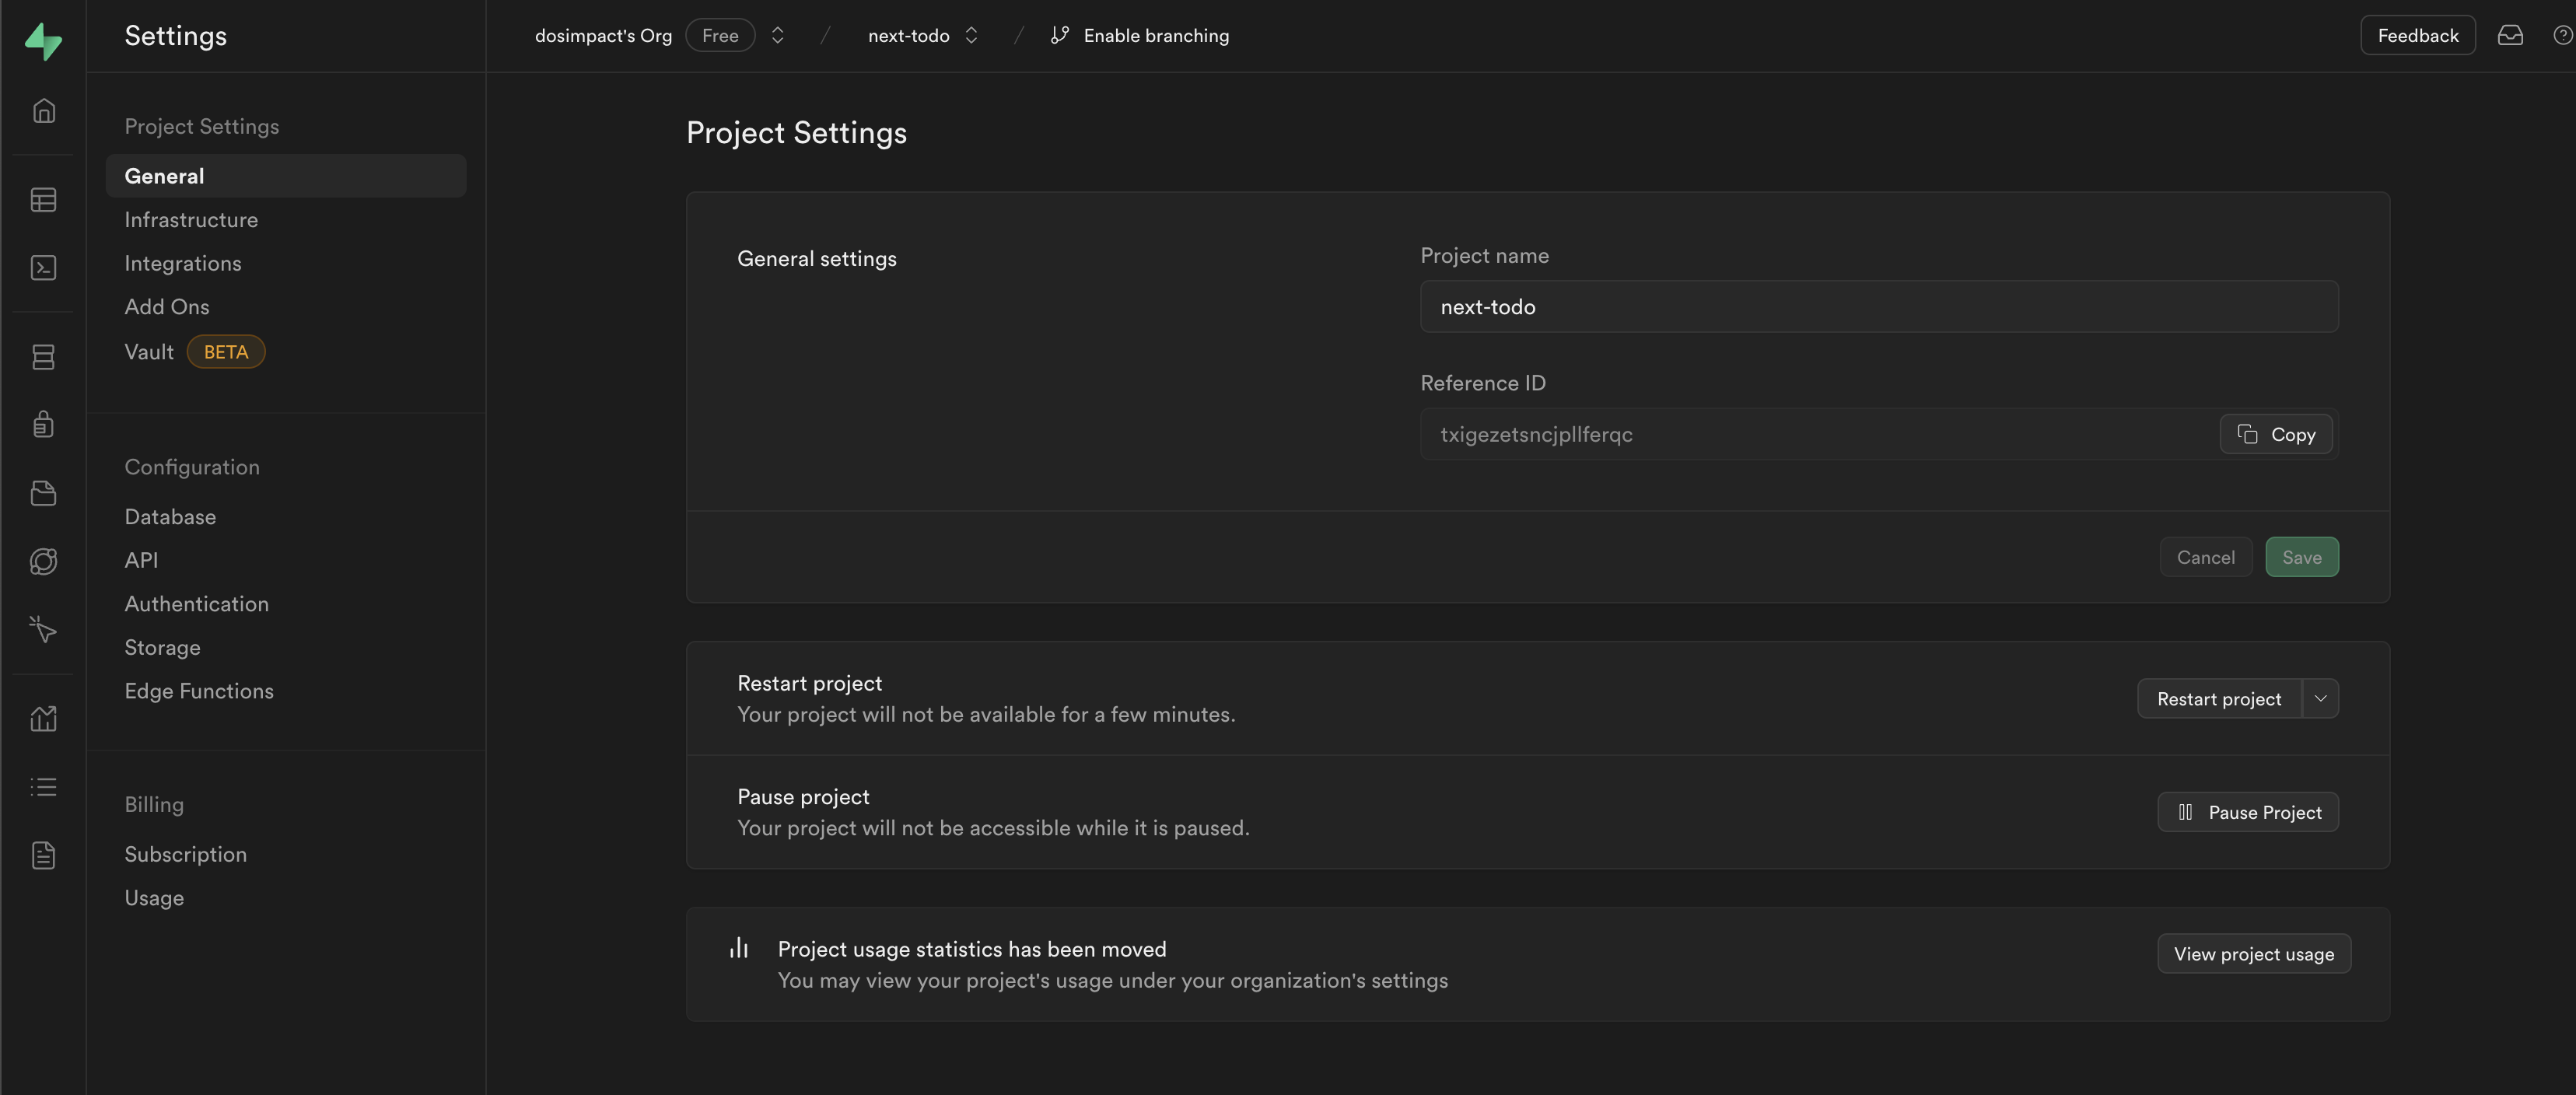 Settings
dosimpact's Org Free / next-todo / Enable branching
Feedback
Project Settings
General
Infrastructure
Integrations
Add Ons
Vault BETA
Configuration
Database
API
Authentication
Storage
Edge Functions
Billing
Subscription
Usage
Project Settings
General settings
Project name
next-todo
Reference ID
txigezetsncjpllferqc
Copy
Cancel Save
Restart project
Your project will not be available for a few minutes.
Restart project
Pause project
Your project will not be accessible while it is paused.
Pause Project
Project usage statistics has been moved
You may view your project's usage under your organization's settings
View project usage